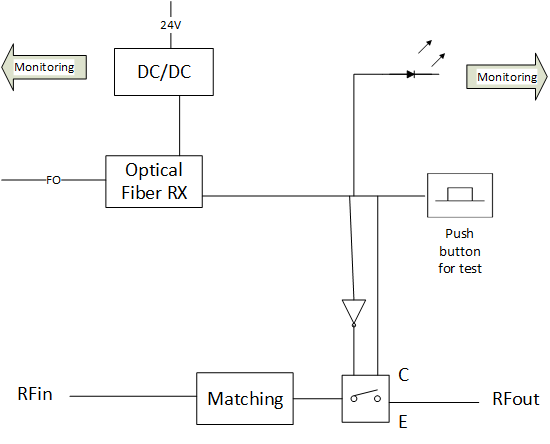 24V
Monitoring
DC/DC
Monitoring
Optical
Fiber RX
FO
Push
button
for test
C
RFin
Matching
RFout
E